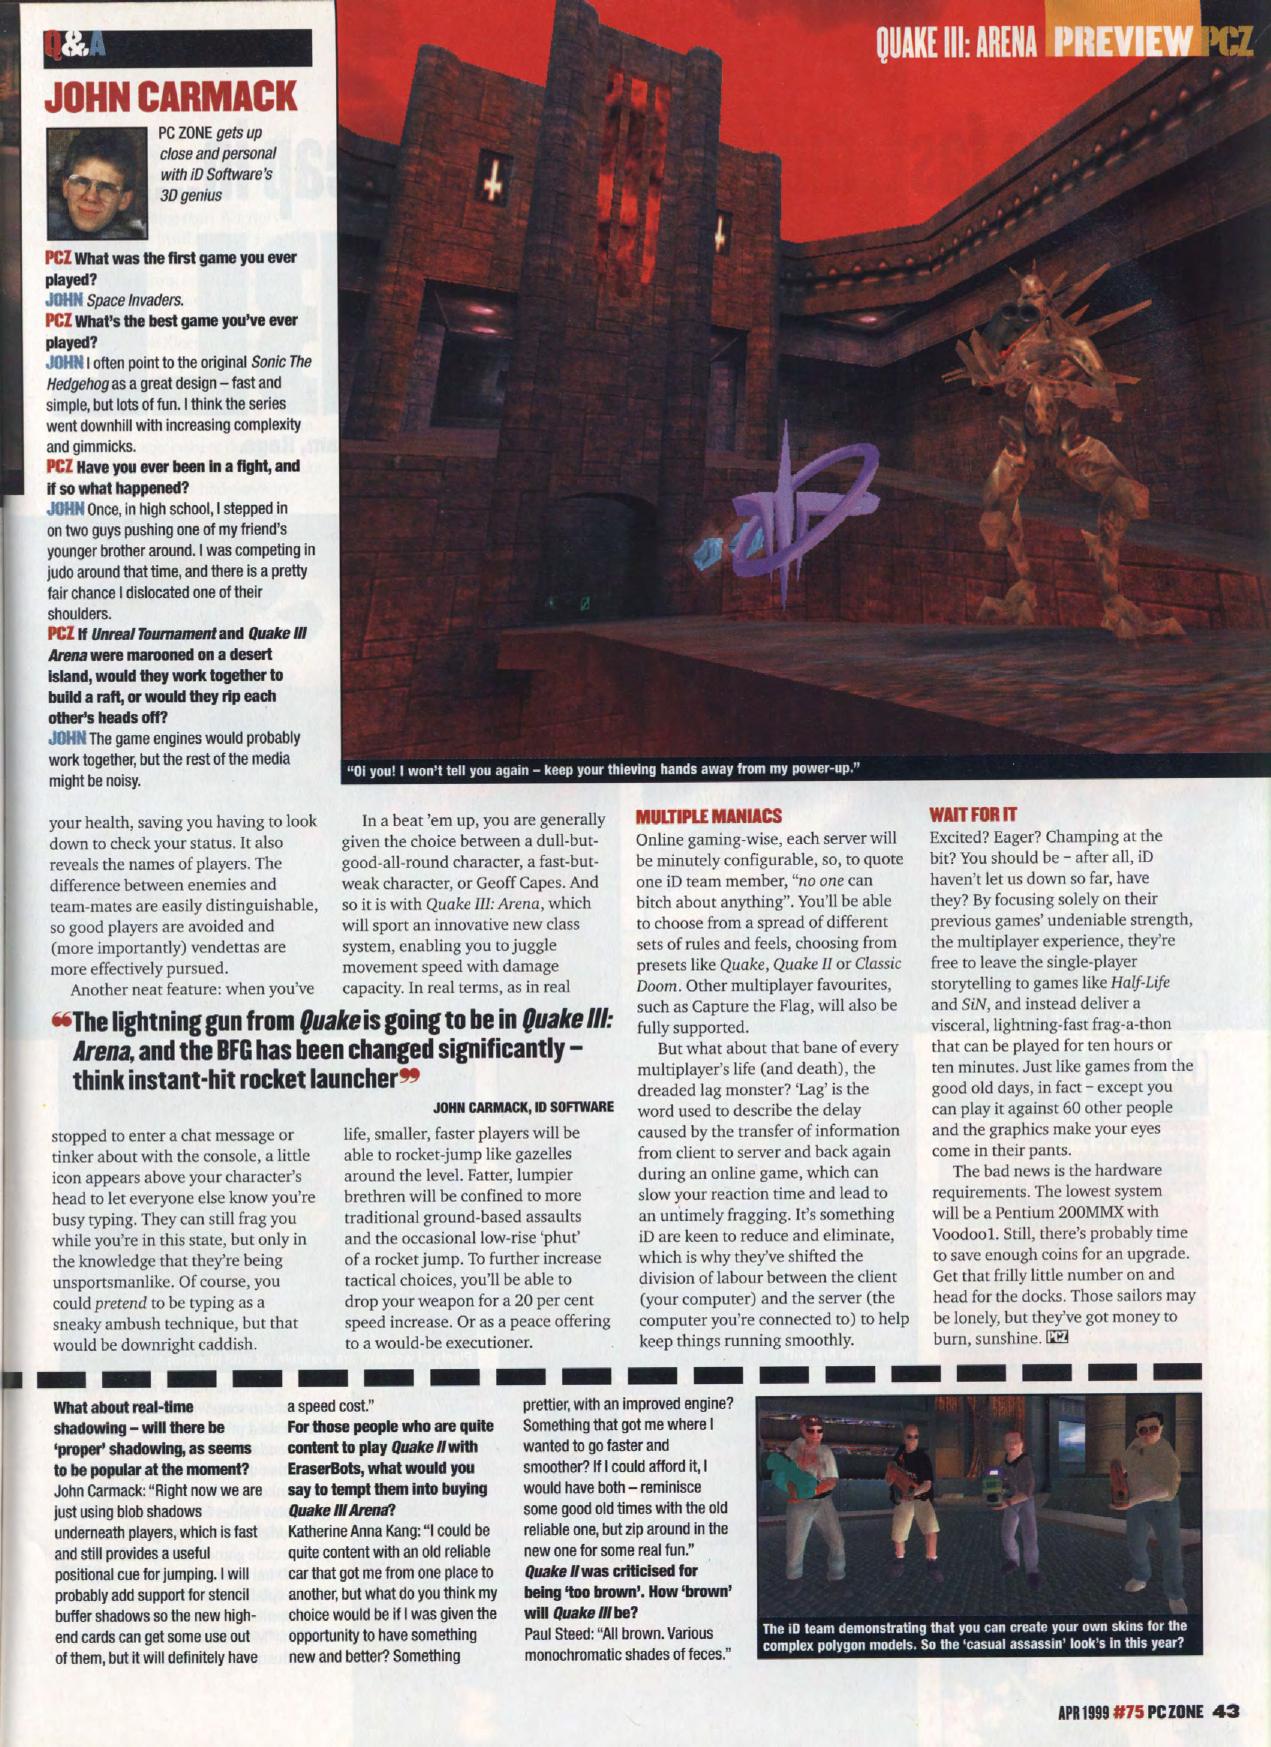 QUAKE III: ARENA PREVIEW PCZ
Q&A
JOHN CARMACK
PC ZONE gets up
close and personal
with iD Software's
3D genius
PCZ What was the first game you ever
played?
JOHN Space Invaders.
PCZ What's the best game you've ever
played?
JOHN I often point to the original Sonic The
Hedgehog as a great design – fast and
simple, but lots of fun. I think the series
went downhill with increasing complexity
and gimmicks.
PCZ Have you ever been in a fight, and
if so what happened?
JOHN Once, in high school, I stepped in
on two guys pushing one of my friend's
younger brother around. I was competing in
judo around that time, and there is a pretty
fair chance I dislocated one of their
shoulders.
PCZ If Unreal Tournament and Quake III
Arena were marooned on a desert
island, would they work together to
build a raft, or would they rip each
other's heads off?
JOHN The game engines would probably
work together, but the rest of the media
might be noisy.
"Oi you! I won't tell you again – keep your thieving hands away from my power-up."
your health, saving you having to look
down to check your status. It also
reveals the names of players. The
difference between enemies and
team-mates are easily distinguishable,
so good players are avoided and
(more importantly) vendettas are
more effectively pursued.
Another neat feature: when you've
stopped to enter a chat message or
tinker about with the console, a little
icon appears above your character's
head to let everyone else know you're
busy typing. They can still frag you
while you're in this state, but only in
the knowledge that they're being
unsportsmanlike. Of course, you
could pretend to be typing as a
sneaky ambush technique, but that
would be downright caddish.
In a beat 'em up, you are generally
given the choice between a dull-but-
good-all-round character, a fast-but-
weak character, or Geoff Capes. And
so it is with Quake III: Arena, which
will sport an innovative new class
system, enabling you to juggle
movement speed with damage
capacity. In real terms, as in real
life, smaller, faster players will be
able to rocket-jump like gazelles
around the level. Fatter, lumpier
brethren will be confined to more
traditional ground-based assaults
and the occasional low-rise 'phut'
of a rocket jump. To further increase
tactical choices, you'll be able to
drop your weapon for a 20 per cent
speed increase. Or as a peace offering
to a would-be executioner.
“The lightning gun from Quake is going to be in Quake III:
Arena, and the BFG has been changed significantly –
think instant-hit rocket launcher”
JOHN CARMACK, ID SOFTWARE
MULTIPLE MANIACS
Online gaming-wise, each server will
be minutely configurable, so, to quote
one iD team member, “no one can
bitch about anything”. You'll be able
to choose from a spread of different
sets of rules and feels, choosing from
presets like Quake, Quake II or Classic
Doom. Other multiplayer favourites,
such as Capture the Flag, will also be
fully supported.
But what about that bane of every
multiplayer's life (and death), the
dreaded lag monster? 'Lag' is the
word used to describe the delay
caused by the transfer of information
from client to server and back again
during an online game, which can
slow your reaction time and lead to
an untimely fragging. It's something
iD are keen to reduce and eliminate,
which is why they've shifted the
division of labour between the client
(your computer) and the server (the
computer you're connected to) to help
keep things running smoothly.
WAIT FOR IT
Excited? Eager? Champing at the
bit? You should be – after all, iD
haven't let us down so far, have
they? By focusing solely on their
previous games' undeniable strength,
the multiplayer experience, they're
free to leave the single-player
storytelling to games like Half-Life
and SiN, and instead deliver a
visceral, lightning-fast frag-a-thon
that can be played for ten hours or
ten minutes. Just like games from the
good old days, in fact – except you
can play it against 60 other people
and the graphics make your eyes
come in their pants.
The bad news is the hardware
requirements. The lowest system
will be a Pentium 200MMX with
Voodoo1. Still, there's probably time
to save enough coins for an upgrade.
Get that frilly little number on and
head for the docks. Those sailors may
be lonely, but they've got money to
burn, sunshine. PCZ
What about real-time
shadowing – will there be
'proper' shadowing, as seems
to be popular at the moment?
John Carmack: "Right now we are
just using blob shadows
underneath players, which is fast
and still provides a useful
positional cue for jumping. I will
probably add support for stencil
buffer shadows so the new high-
end cards can get some use out
of them, but it will definitely have
a speed cost."
For those people who are quite
content to play Quake II with
EraserBots, what would you
say to tempt them into buying
Quake III Arena?
Katherine Anna Kang: "I could be
quite content with an old reliable
car that got me from one place to
another, but what do you think my
choice would be if I was given the
opportunity to have something
new and better? Something
prettier, with an improved engine?
Something that got me where I
wanted to go faster and
smoother? If I could afford it, I
would have both – reminisce
some good old times with the old
reliable one, but zip around in the
new one for some real fun."
Quake II was criticised for
being 'too brown'. How 'brown'
will Quake III be?
Paul Steed: "All brown. Various
monochromatic shades of feces."
The iD team demonstrating that you can create your own skins for the
complex polygon models. So the 'casual assassin' look's in this year?
APR 1999 #75 PC ZONE 43